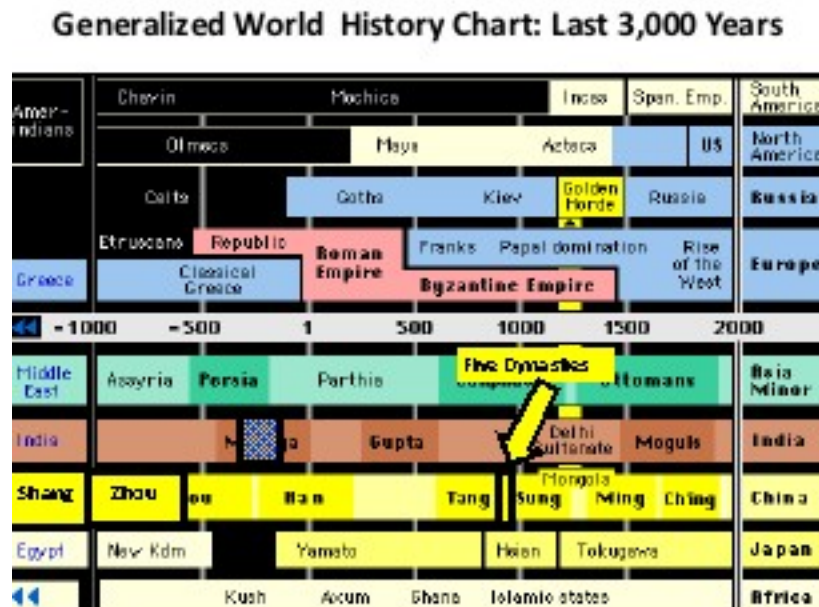 Generalized World History Chart: Last 3,000 Years
Amer-
indians
Chavin Mochica Incas Span. Emp. South
America
Olmecs Maya Aztecs US North
America
Celts Goths Kiev Golden
Horde Russia Russia
Etruscans Republic Roman
Empire Franks Papal domination Rise
of the
West Europe
Greece Classical
Greece Byzantine Empire
-1000 -500 1 500 1000 1500 2000
Five Dynasties
Middle
East Assyria Persia Parthia Ottomans Asia
Minor
India Gupta Delhi
Sultanate Moguls India
Mongols
Shang Zhou ou Han Tang Sung Ming Ching China
Egypt New Kdm Yamato Heian Tokugawa Japan
Kush Axum Ghana Islamic states Africa